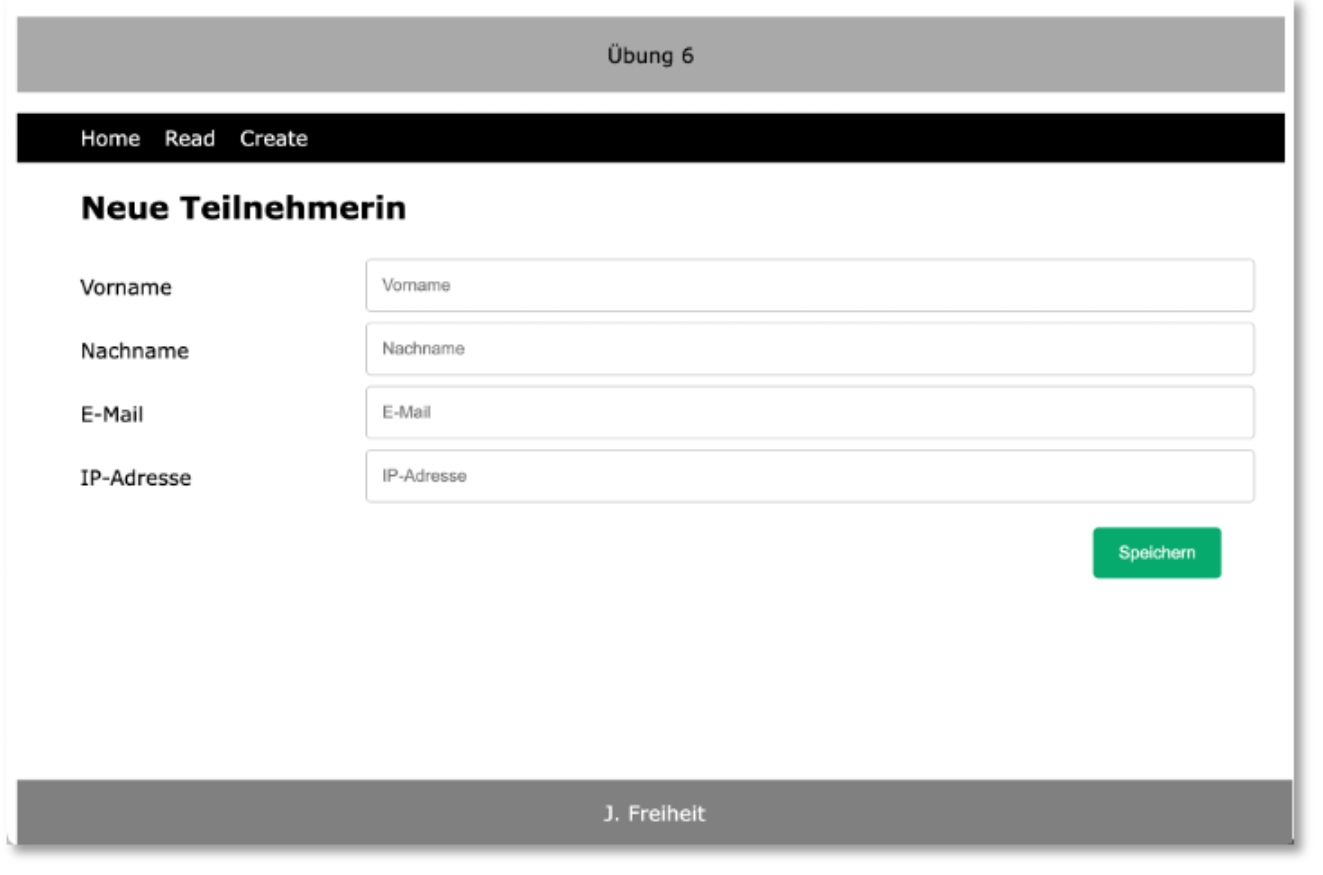 Übung 6
Home Read Create
Neue Teilnehmerin
Vorname Vorname
Nachname Nachname
E-Mail E-Mail
IP-Adresse IP-Adresse
Speichern
J. Freiheit